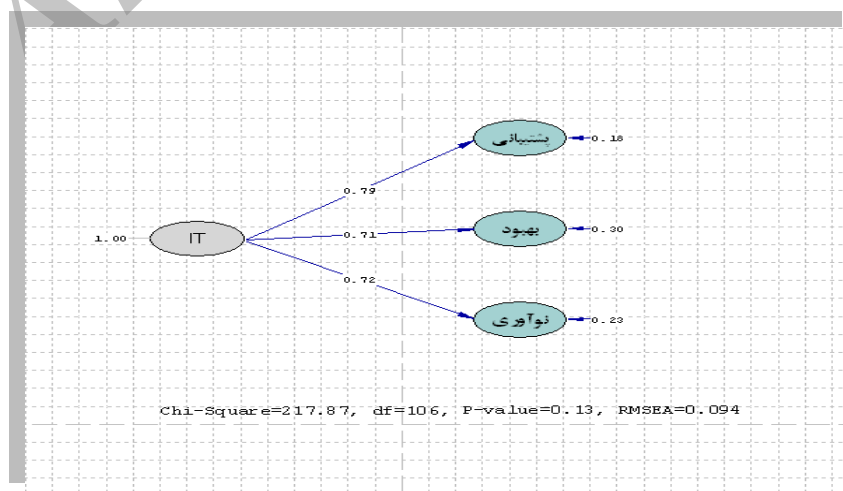 پشتیبانی
0.18
0.79
1.00
IT
0.71
بهبود
0.30
0.72
نوآوری
0.23
Chi-Square=217.87, df=106, P-value=0.13, RMSEA=0.094